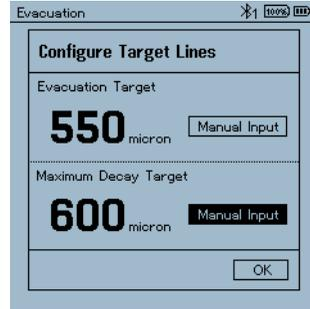 Evacuation 1 100%
Configure Target Lines
Evacuation Target
550 micron Manual Input
Maximum Decay Target
600 micron Manual Input
OK